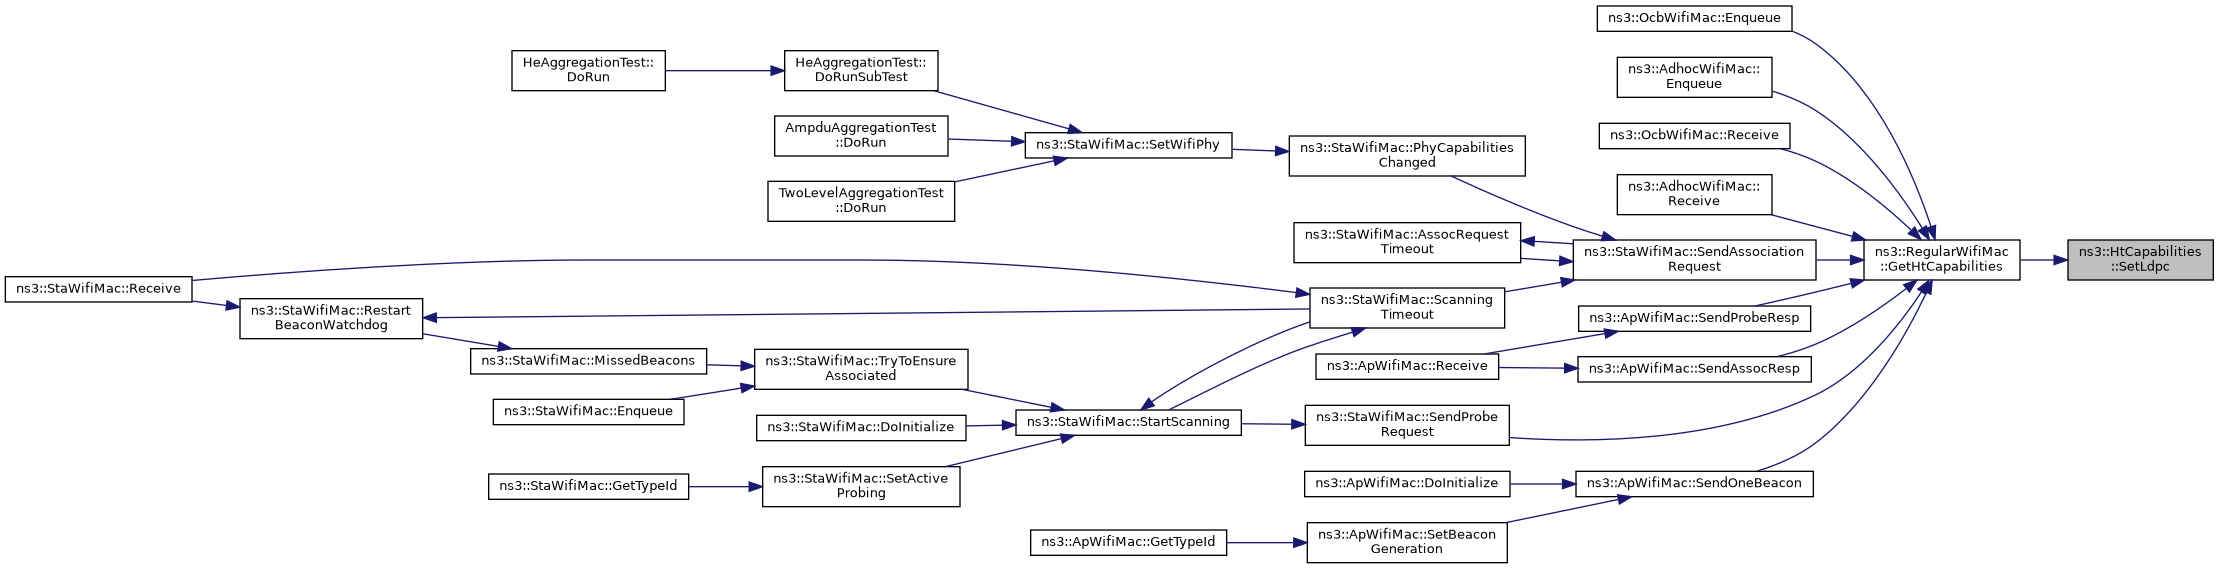 ns3::OcbWifiMac::Enqueue
HeAggregationTest::
DoRun
HeAggregationTest::
DoRunSubTest
ns3::AdhocWifiMac::
Enqueue
AmpduAggregationTest
::DoRun
ns3::OcbWifiMac::Receive
ns3::StaWifiMac::SetWifiPhy
ns3::StaWifiMac::PhyCapabilities
Changed
TwoLevelAggregationTest
::DoRun
ns3::AdhocWifiMac::
Receive
ns3::StaWifiMac::AssocRequest
Timeout
ns3::StaWifiMac::SendAssociation
Request
ns3::RegularWifiMac
::GetHtCapabilities
ns3::HtCapabilities
::SetLdpc
ns3::StaWifiMac::Receive
ns3::StaWifiMac::Restart
BeaconWatchdog
ns3::StaWifiMac::Scanning
Timeout
ns3::ApWifiMac::SendProbeResp
ns3::StaWifiMac::MissedBeacons
ns3::StaWifiMac::TryToEnsure
Associated
ns3::ApWifiMac::Receive
ns3::ApWifiMac::SendAssocResp
ns3::StaWifiMac::Enqueue
ns3::StaWifiMac::DoInitialize
ns3::StaWifiMac::StartScanning
ns3::StaWifiMac::SendProbe
Request
ns3::StaWifiMac::GetTypeId
ns3::StaWifiMac::SetActive
Probing
ns3::ApWifiMac::DoInitialize
ns3::ApWifiMac::SendOneBeacon
ns3::ApWifiMac::GetTypeId
ns3::ApWifiMac::SetBeacon
Generation